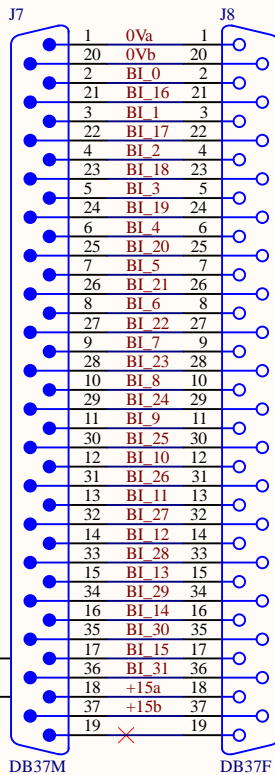 J7 J8
1 0Va 1
20 0Vb 20
2 BI_0 2
21 BI_16 21
3 BI_1 3
22 BI_17 22
4 BI_2 4
23 BI_18 23
5 BI_3 5
24 BI_19 24
6 BI_4 6
25 BI_20 25
7 BI_5 7
26 BI_21 26
8 BI_6 8
27 BI_22 27
9 BI_7 9
28 BI_23 28
10 BI_8 10
29 BI_24 29
11 BI_9 11
30 BI_25 30
12 BI_10 12
31 BI_26 31
13 BI_11 13
32 BI_27 32
14 BI_12 14
33 BI_28 33
15 BI_13 15
34 BI_29 34
16 BI_14 16
35 BI_30 35
17 BI_15 17
36 BI_31 36
18 +15a 18
37 +15b 37
19 19
DB37M DB37F